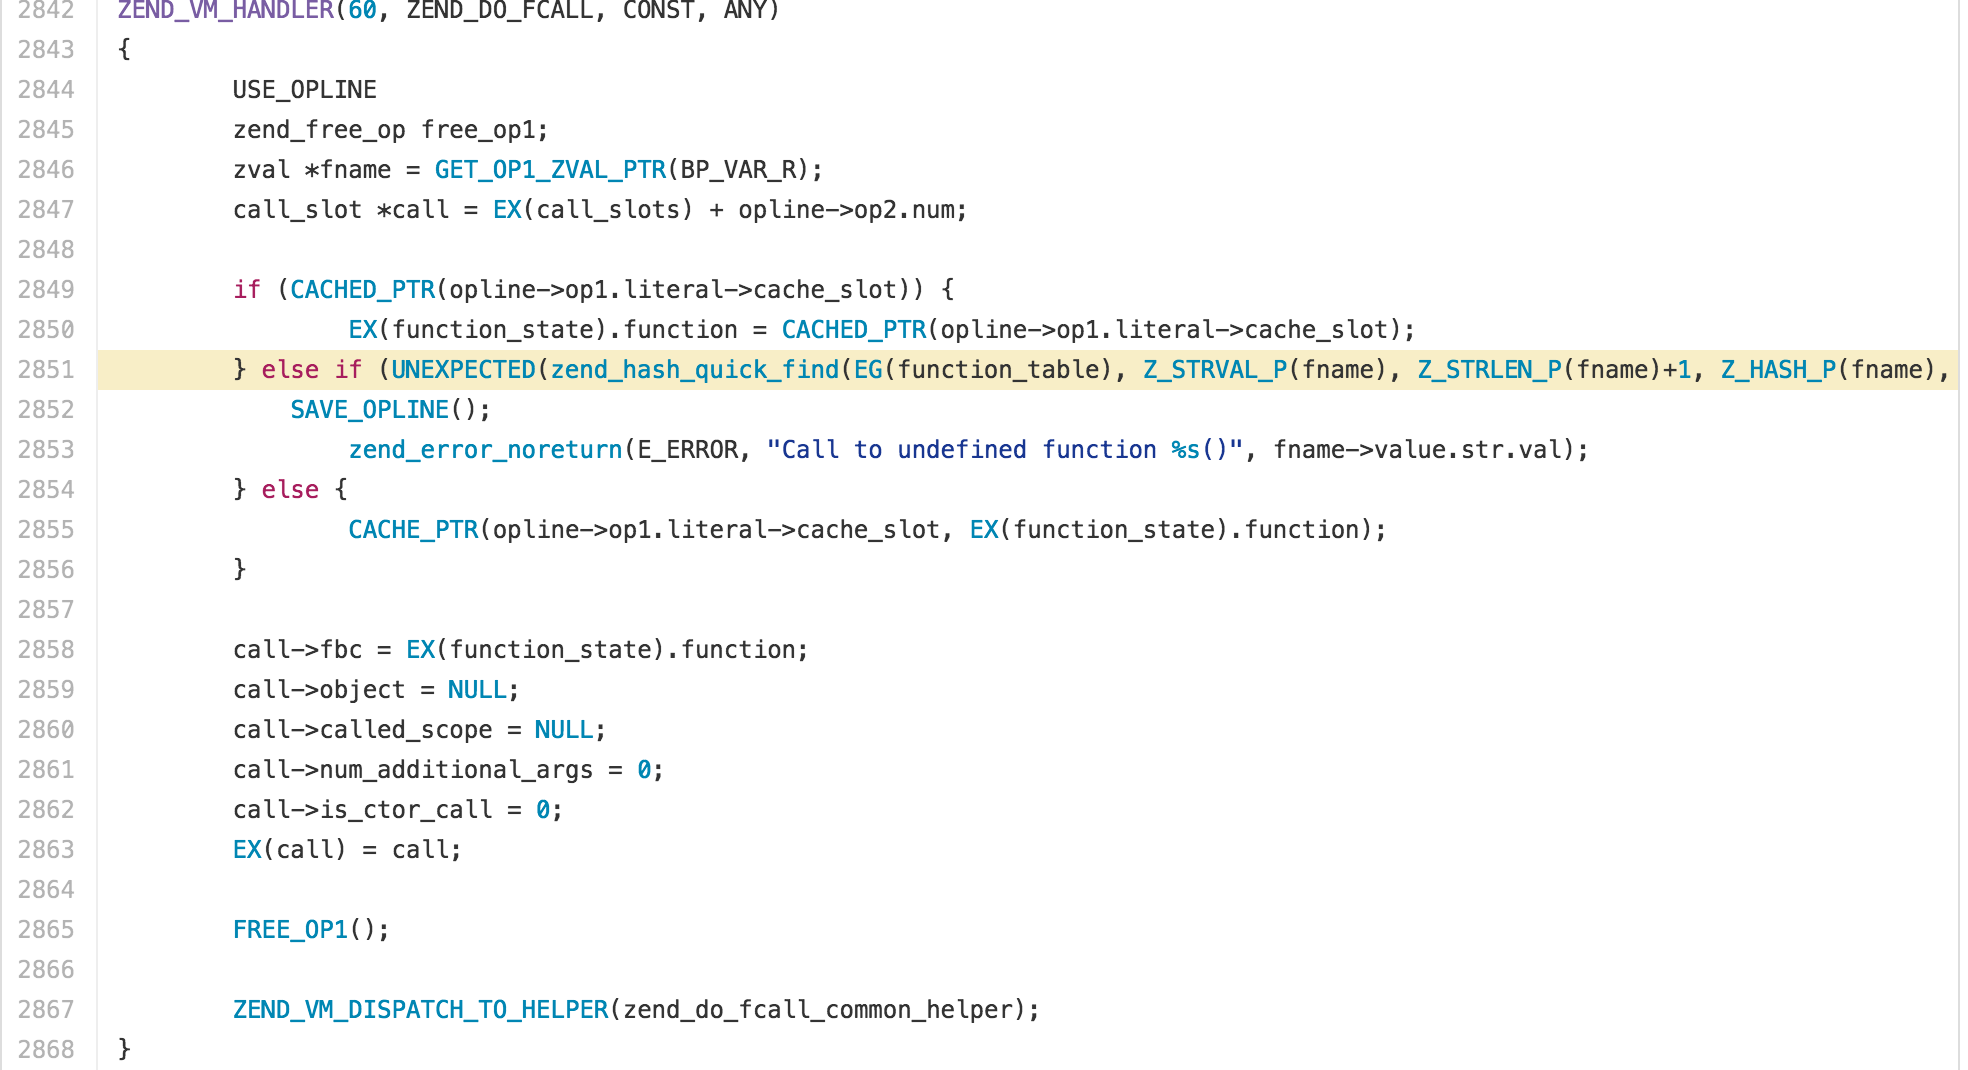 2842 ZEND_VM_HANDLER(60, ZEND_DO_FCALL, CONST, ANY)
2843 {
2844 USE_OPLINE
2845 zend_free_op free_op1;
2846 zval *fname = GET_OP1_ZVAL_PTR(BP_VAR_R);
2847 call_slot *call = EX(call_slots) + opline->op2.num;
2848
2849 if (CACHED_PTR(opline->op1.literal->cache_slot)) {
2850 EX(function_state).function = CACHED_PTR(opline->op1.literal->cache_slot);
2851 } else if (UNEXPECTED(zend_hash_quick_find(EG(function_table), Z_STRVAL_P(fname), Z_STRLEN_P(fname)+1, Z_HASH_P(fname),
2852 SAVE_OPLINE();
2853 zend_error_noreturn(E_ERROR, "Call to undefined function %s()", fname->value.str.val);
2854 } else {
2855 CACHE_PTR(opline->op1.literal->cache_slot, EX(function_state).function);
2856 }
2857
2858 call->fbc = EX(function_state).function;
2859 call->object = NULL;
2860 call->called_scope = NULL;
2861 call->num_additional_args = 0;
2862 call->is_ctor_call = 0;
2863 EX(call) = call;
2864
2865 FREE_OP1();
2866
2867 ZEND_VM_DISPATCH_TO_HELPER(zend_do_fcall_common_helper);
2868 }